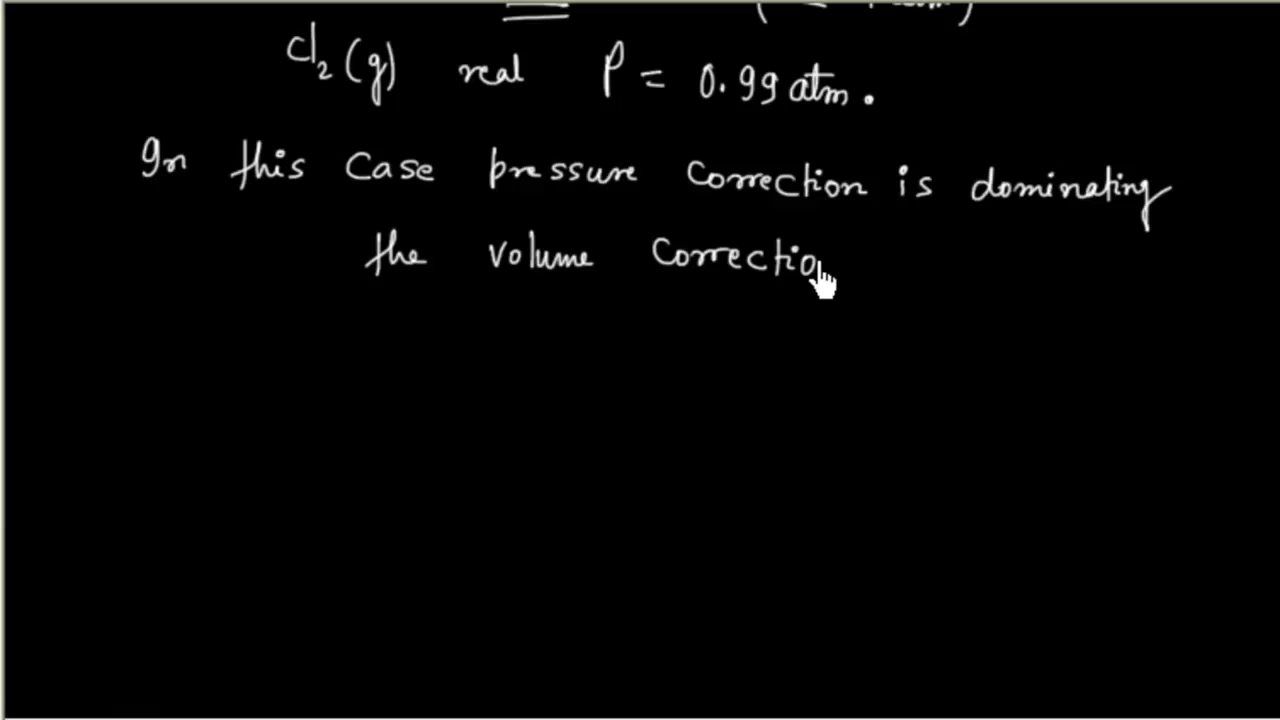 Cl₂(g) real P = 0.99 atm.
In this case pressure correction is dominating
the volume correctio